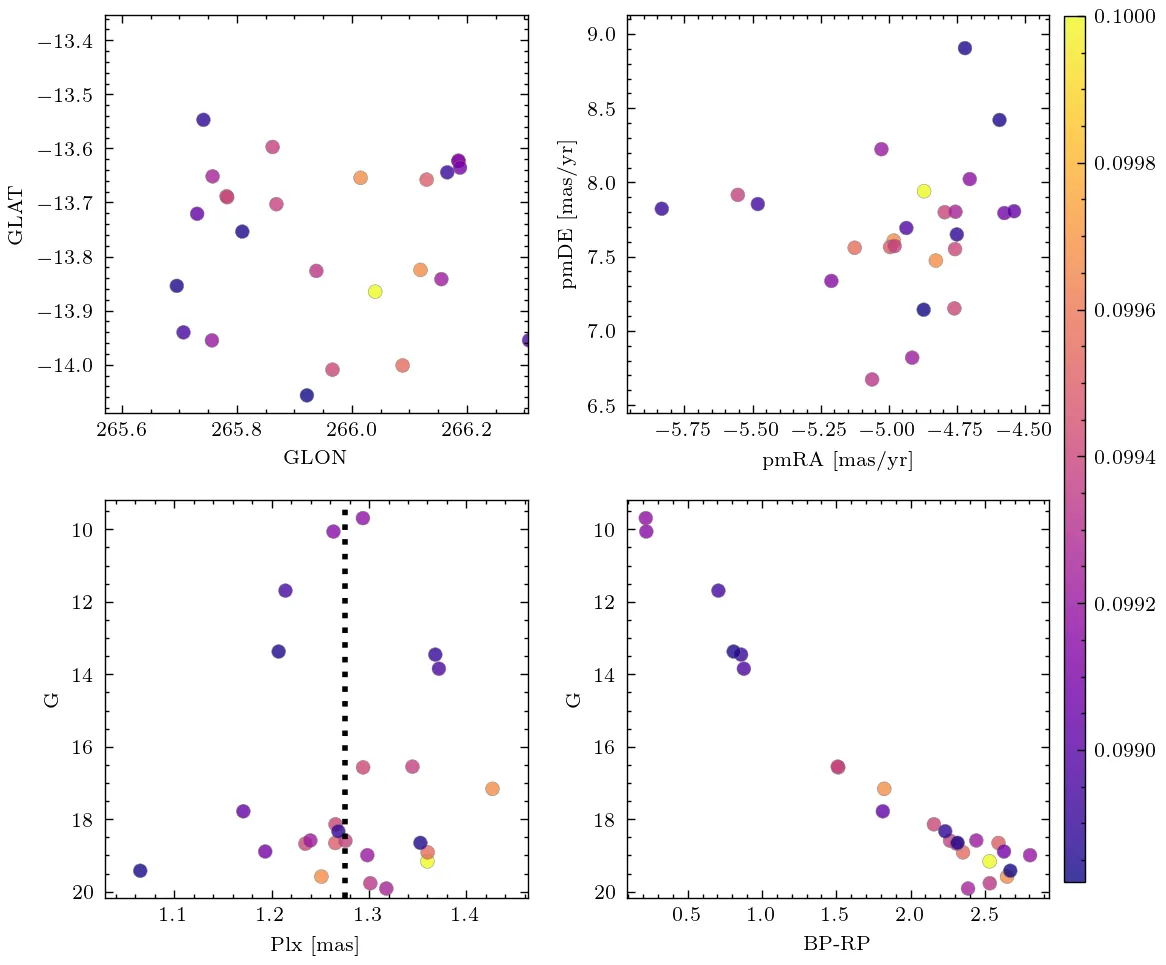 −13.4
−13.5
−13.6
−13.7
−13.8
−13.9
−14.0
GLAT
265.6 265.8 266.0 266.2
GLON
9.0
8.5
8.0
7.5
7.0
6.5
pmDE [mas/yr]
−5.75 −5.50 −5.25 −5.00 −4.75 −4.50
pmRA [mas/yr]
10
12
14
16
18
20
G
1.1 1.2 1.3 1.4
Plx [mas]
10
12
14
16
18
20
G
0.5 1.0 1.5 2.0 2.5
BP-RP
0.1000
0.0998
0.0996
0.0994
0.0992
0.0990